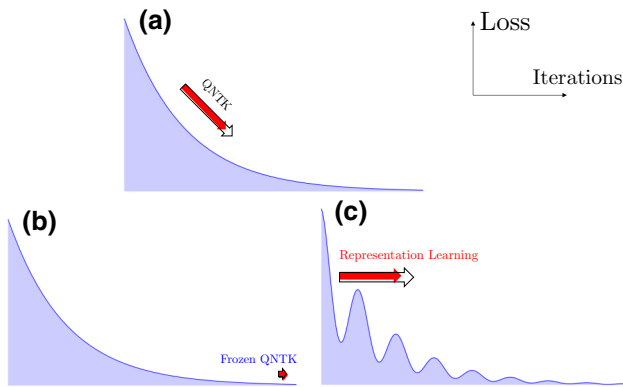 (a)
QNTK
Loss
Iterations
(b)
Frozen QNTK
(c)
Representation Learning